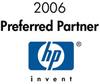 2006
Preferred Partner
hp
invent